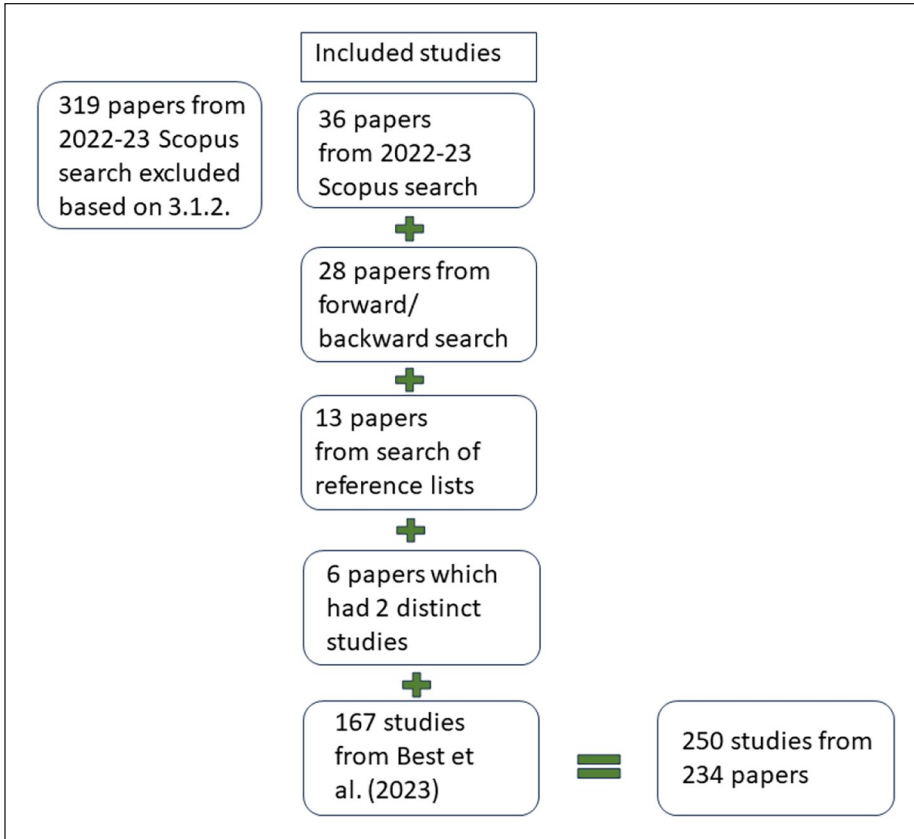 Included studies
319 papers from
2022-23 Scopus
search excluded
based on 3.1.2.
36 papers
from 2022-23
Scopus search
28 papers from
forward/
backward search
13 papers
from search of
reference lists
6 papers which
had 2 distinct
studies
167 studies
from Best et
al. (2023)
250 studies from
234 papers